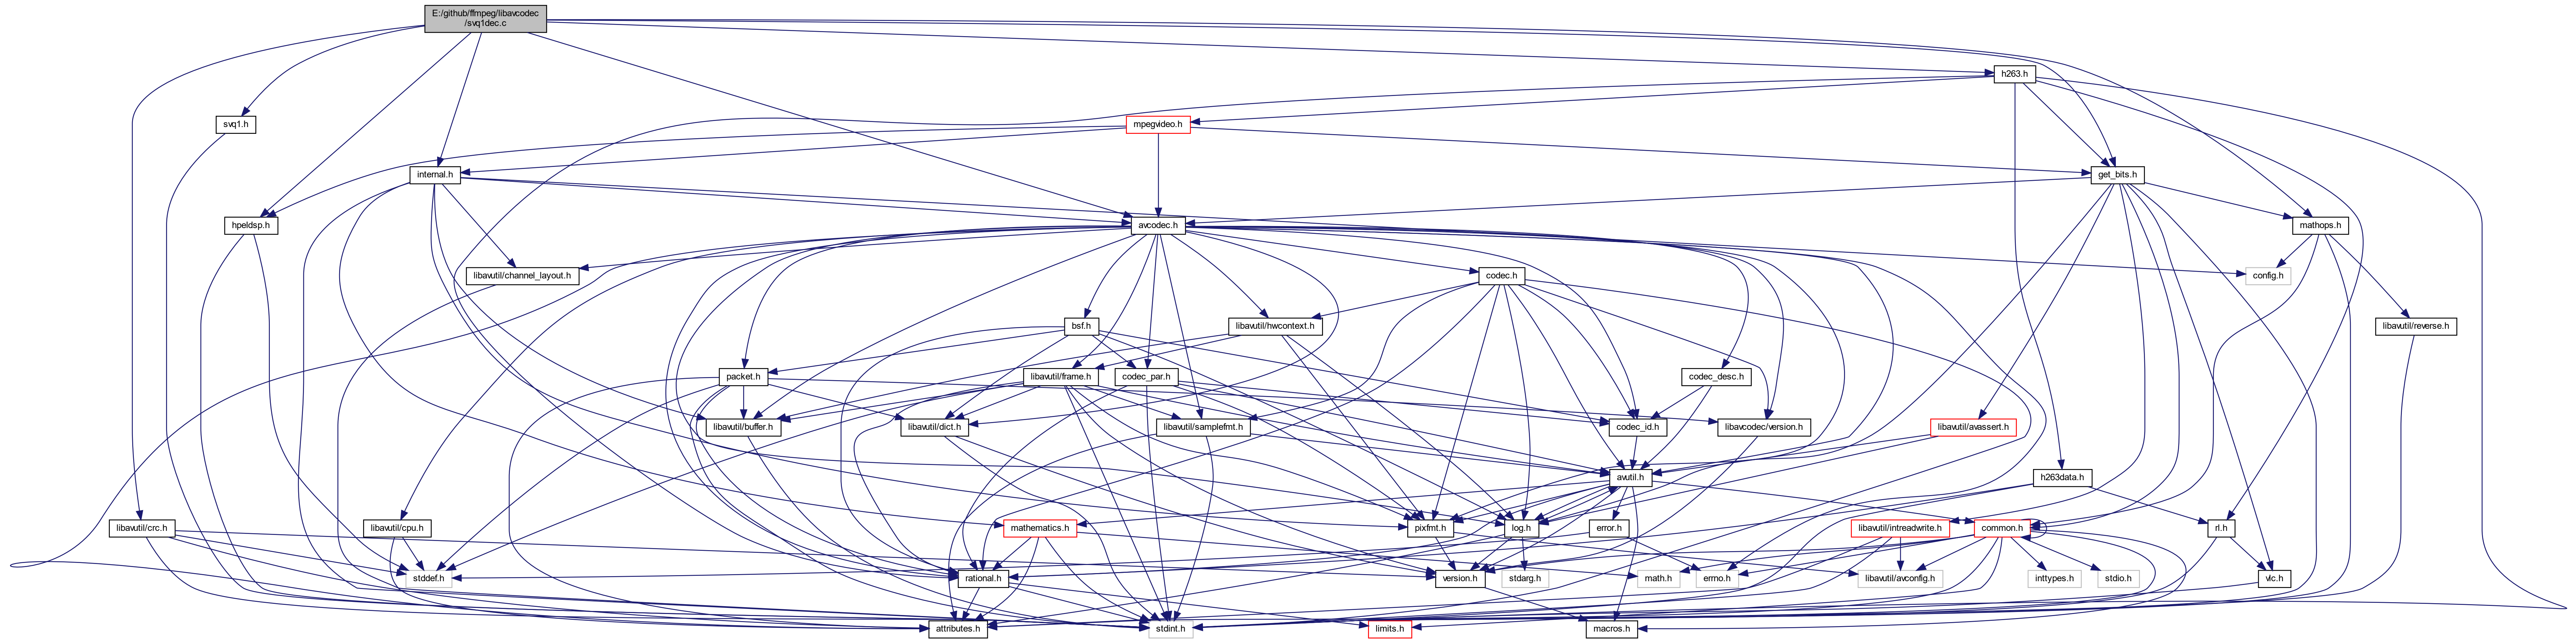 E:/github/ffmpeg/libavcodec
/svq1dec.c
h263.h
svq1.h
mpegvideo.h
internal.h
get_bits.h
hpeldsp.h
avcodec.h
mathops.h
libavutil/channel_layout.h
codec.h
config.h
bsf.h
libavutil/hwcontext.h
libavutil/reverse.h
packet.h
libavutil/frame.h
codec_par.h
codec_desc.h
libavutil/buffer.h
libavutil/dict.h
libavutil/samplefmt.h
codec_id.h
libavcodec/version.h
libavutil/avassert.h
avutil.h
h263data.h
libavutil/crc.h
libavutil/cpu.h
mathematics.h
pixfmt.h
log.h
error.h
libavutil/intreadwrite.h
common.h
rl.h
stddef.h
rational.h
version.h
stdarg.h
math.h
errno.h
libavutil/avconfig.h
inttypes.h
stdio.h
vlc.h
attributes.h
stdint.h
limits.h
macros.h